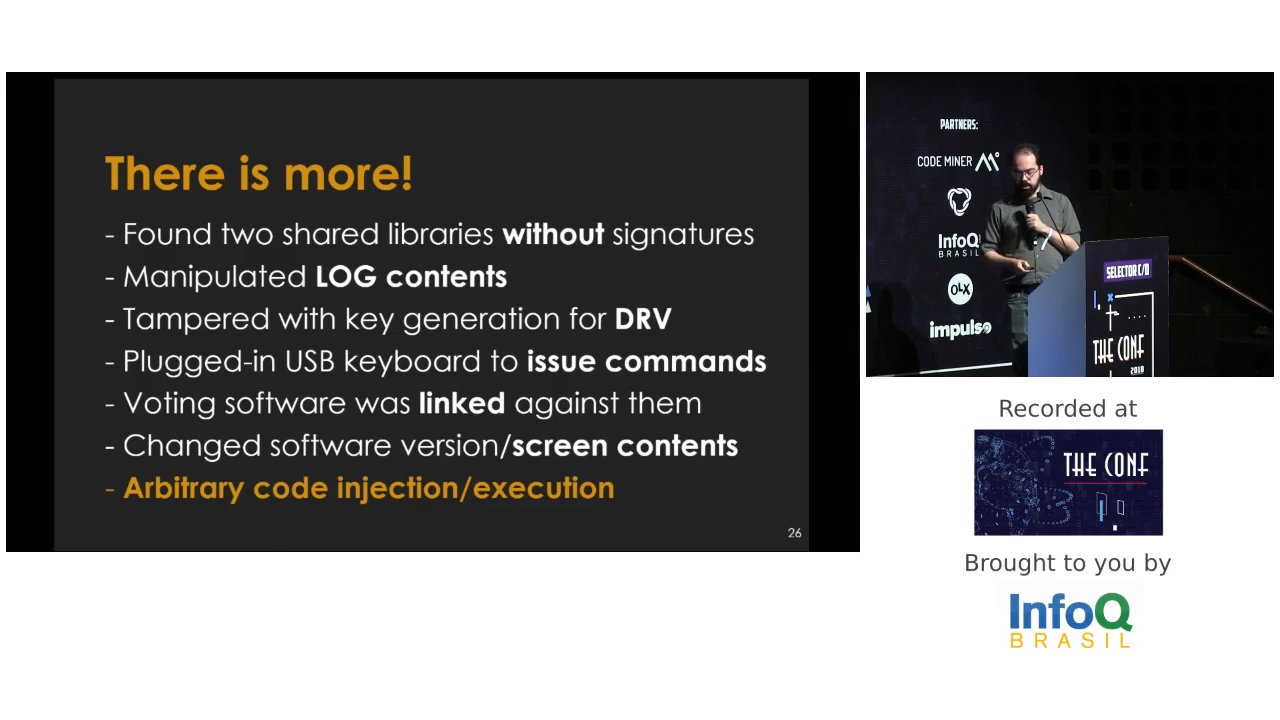 There is more!
- Found two shared libraries without signatures
- Manipulated LOG contents
- Tampered with key generation for DRV
- Plugged-in USB keyboard to issue commands
- Voting software was linked against them
- Changed software version/screen contents
- Arbitrary code injection/execution
26
PARTNERS:
CODE MINER
InfoQ
BRASIL
OLX
impulso
SELECTOR C/D
THE CONF
2018
Recorded at
THE CONF
Brought to you by
InfoQ
BRASIL